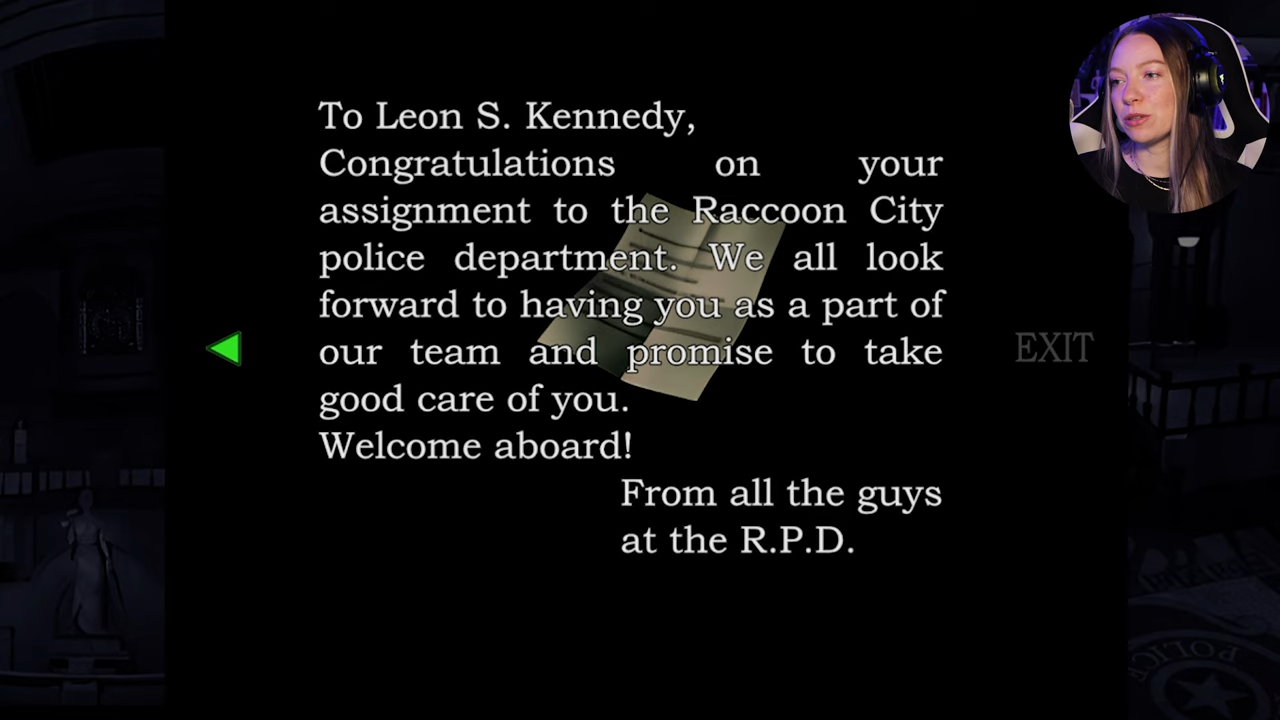 To Leon S. Kennedy,
Congratulations on your
assignment to the Raccoon City
police department. We all look
forward to having you as a part of
our team and promise to take
good care of you.
Welcome aboard!
From all the guys
at the R.P.D.
EXIT
POLICE